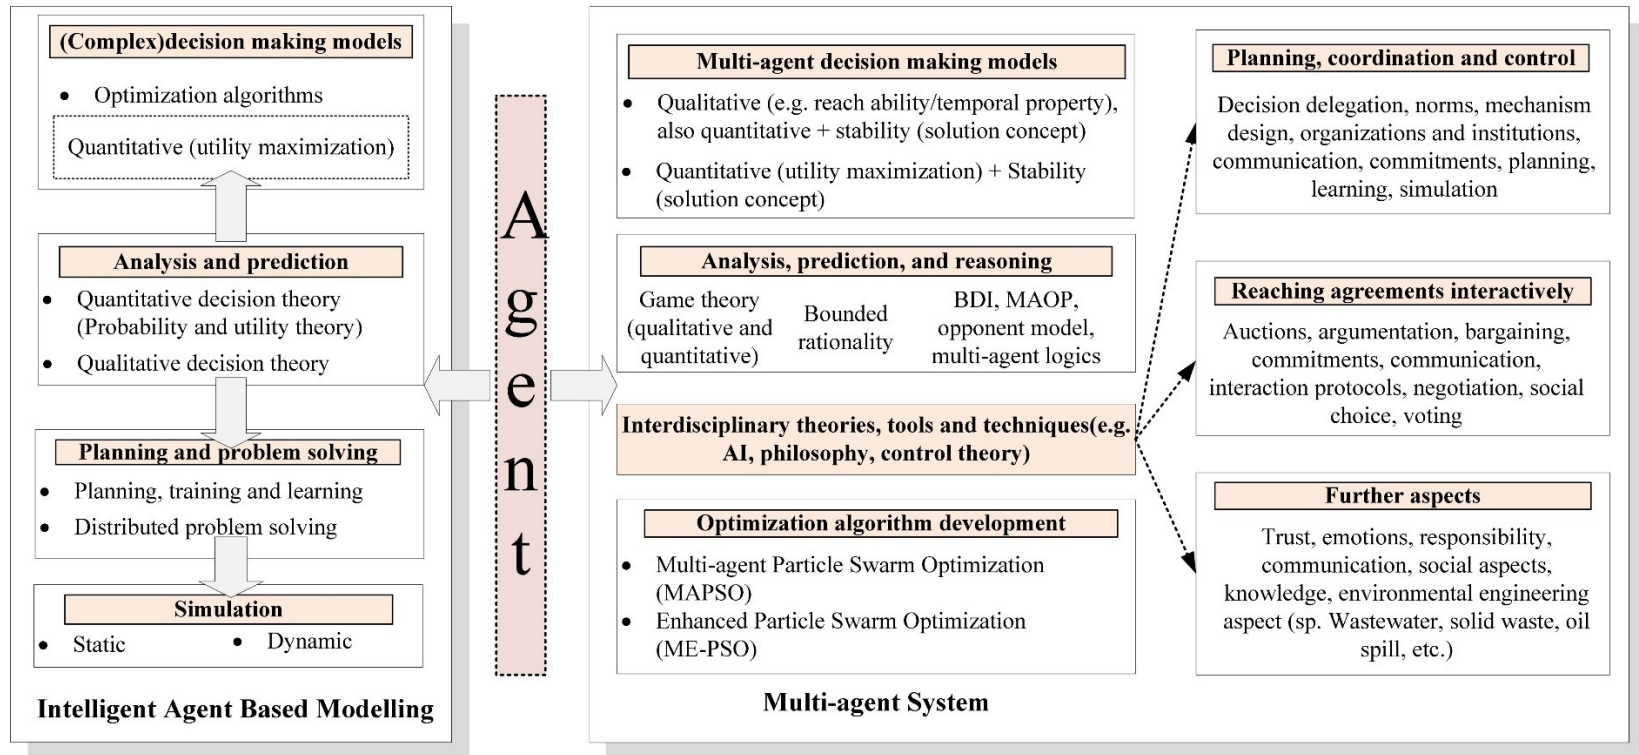 (Complex)decision making models
• Optimization algorithms
Quantitative (utility maximization)
Analysis and prediction
• Quantitative decision theory
(Probability and utility theory)
• Qualitative decision theory
Planning and problem solving
• Planning, training and learning
• Distributed problem solving
Simulation
• Static
• Dynamic
Intelligent Agent Based Modelling
Agent
Multi-agent decision making models
• Qualitative (e.g. reach ability/temporal property),
also quantitative + stability (solution concept)
• Quantitative (utility maximization) + Stability
(solution concept)
Analysis, prediction, and reasoning
Game theory
(qualitative and
quantitative)
Bounded
rationality
BDI, MAOP,
opponent model,
multi-agent logics
Interdisciplinary theories, tools and techniques(e.g.
AI, philosophy, control theory)
Optimization algorithm development
• Multi-agent Particle Swarm Optimization
(MAPSO)
• Enhanced Particle Swarm Optimization
(ME-PSO)
Planning, coordination and control
Decision delegation, norms, mechanism
design, organizations and institutions,
communication, commitments, planning,
learning, simulation
Reaching agreements interactively
Auctions, argumentation, bargaining,
commitments, communication,
interaction protocols, negotiation, social
choice, voting
Further aspects
Trust, emotions, responsibility,
communication, social aspects,
knowledge, environmental engineering
aspect (sp. Wastewater, solid waste, oil
spill, etc.)
Multi-agent System